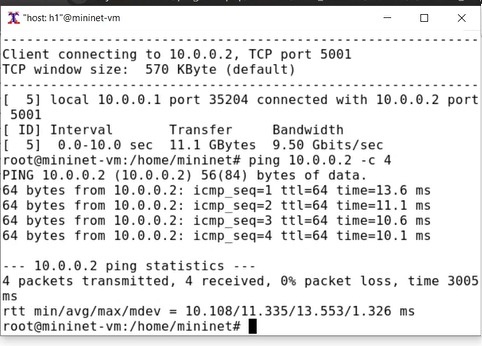 "host: h1"@mininet-vm
------------------------------------------------------------
Client connecting to 10.0.0.2, TCP port 5001
TCP window size:  570 KByte (default)
------------------------------------------------------------
[  5] local 10.0.0.1 port 35204 connected with 10.0.0.2 port
 5001
[ ID] Interval       Transfer     Bandwidth
[  5]  0.0-10.0 sec  11.1 GBytes  9.50 Gbits/sec
root@mininet-vm:/home/mininet# ping 10.0.0.2 -c 4
PING 10.0.0.2 (10.0.0.2) 56(84) bytes of data.
64 bytes from 10.0.0.2: icmp_seq=1 ttl=64 time=13.6 ms
64 bytes from 10.0.0.2: icmp_seq=2 ttl=64 time=11.1 ms
64 bytes from 10.0.0.2: icmp_seq=3 ttl=64 time=10.6 ms
64 bytes from 10.0.0.2: icmp_seq=4 ttl=64 time=10.1 ms

--- 10.0.0.2 ping statistics ---
4 packets transmitted, 4 received, 0% packet loss, time 3005
ms
rtt min/avg/max/mdev = 10.108/11.335/13.553/1.326 ms
root@mininet-vm:/home/mininet#